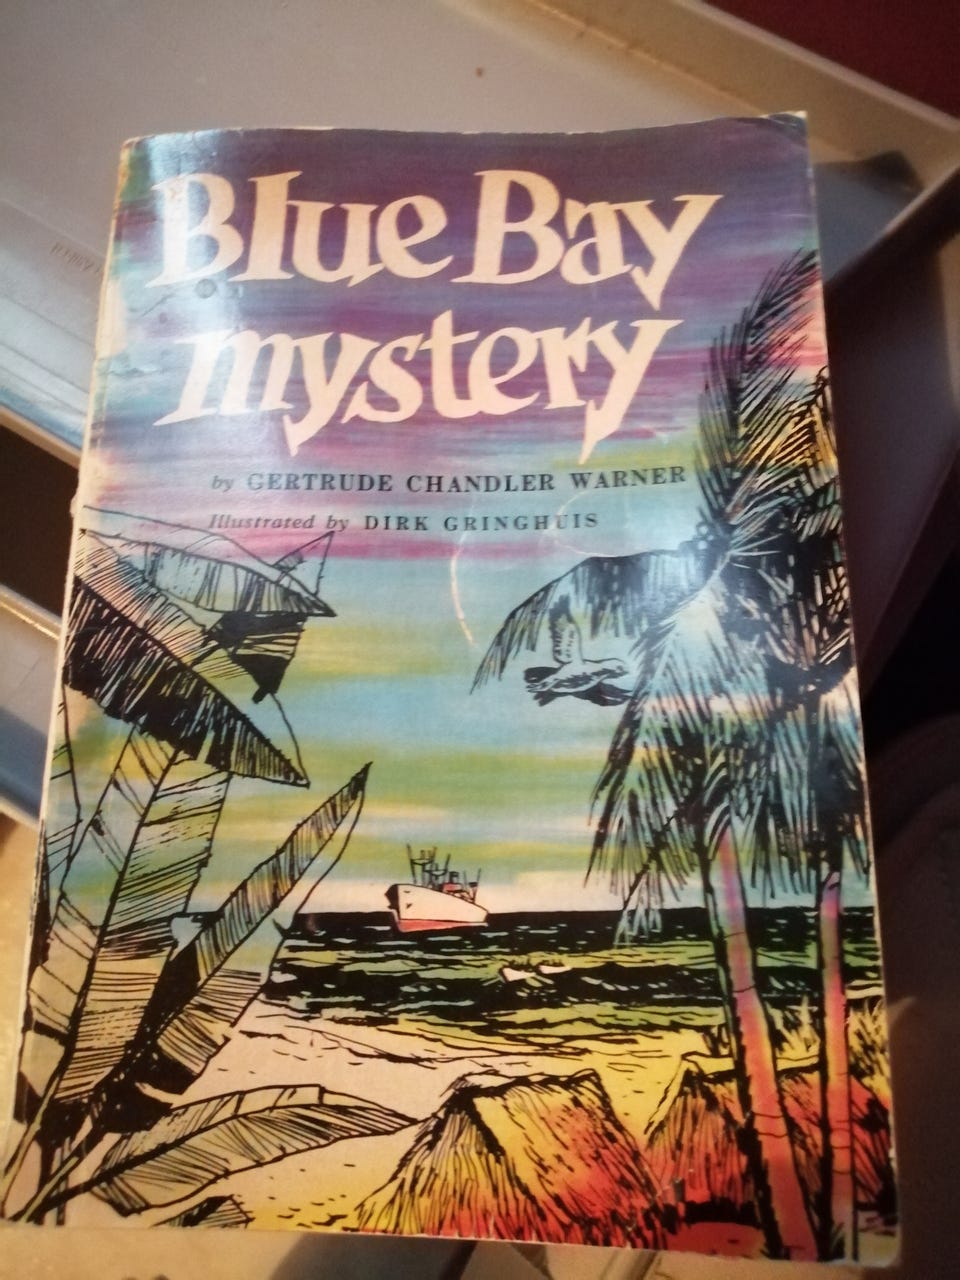 Blue Bay
mystery
by GERTRUDE CHANDLER WARNER
Illustrated by DIRK GRINGHUIS